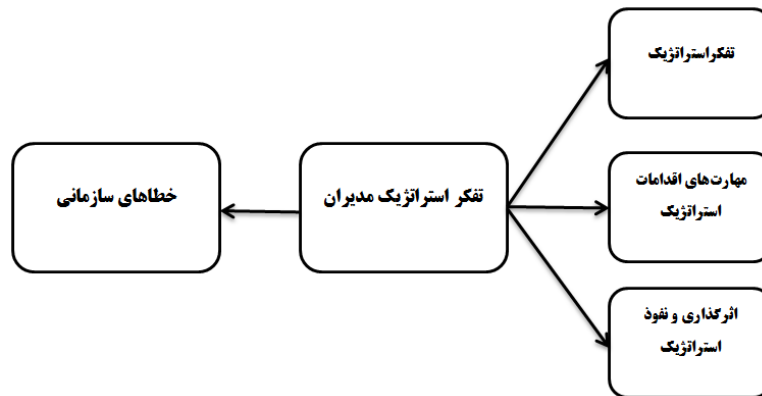 تفکراستراتژیک
مهارت‌های اقدامات
استراتژیک
اثرگذاری و نفوذ
استراتژیک
تفکر استراتژیک مدیران
خطاهای سازمانی